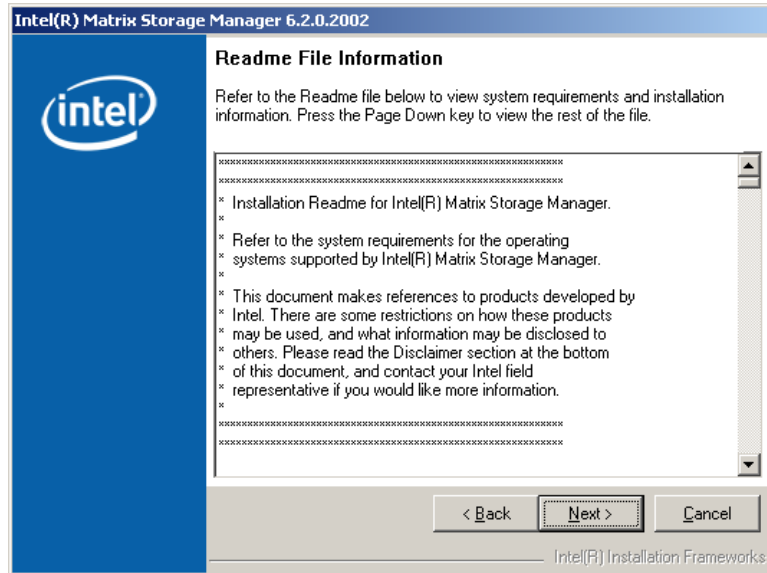 Intel(R) Matrix Storage Manager 6.2.0.2002
intel
Readme File Information
Refer to the Readme file below to view system requirements and installation
information. Press the Page Down key to view the rest of the file.
************************************************************
************************************************************
* Installation Readme for Intel(R) Matrix Storage Manager.
*
* Refer to the system requirements for the operating
* systems supported by Intel(R) Matrix Storage Manager.
*
* This document makes references to products developed by
* Intel. There are some restrictions on how these products
* may be used, and what information may be disclosed to
* others. Please read the Disclaimer section at the bottom
* of this document, and contact your Intel field
* representative if you would like more information.
*
************************************************************
************************************************************
< Back
Next >
Cancel
Intel(R) Installation Frameworks